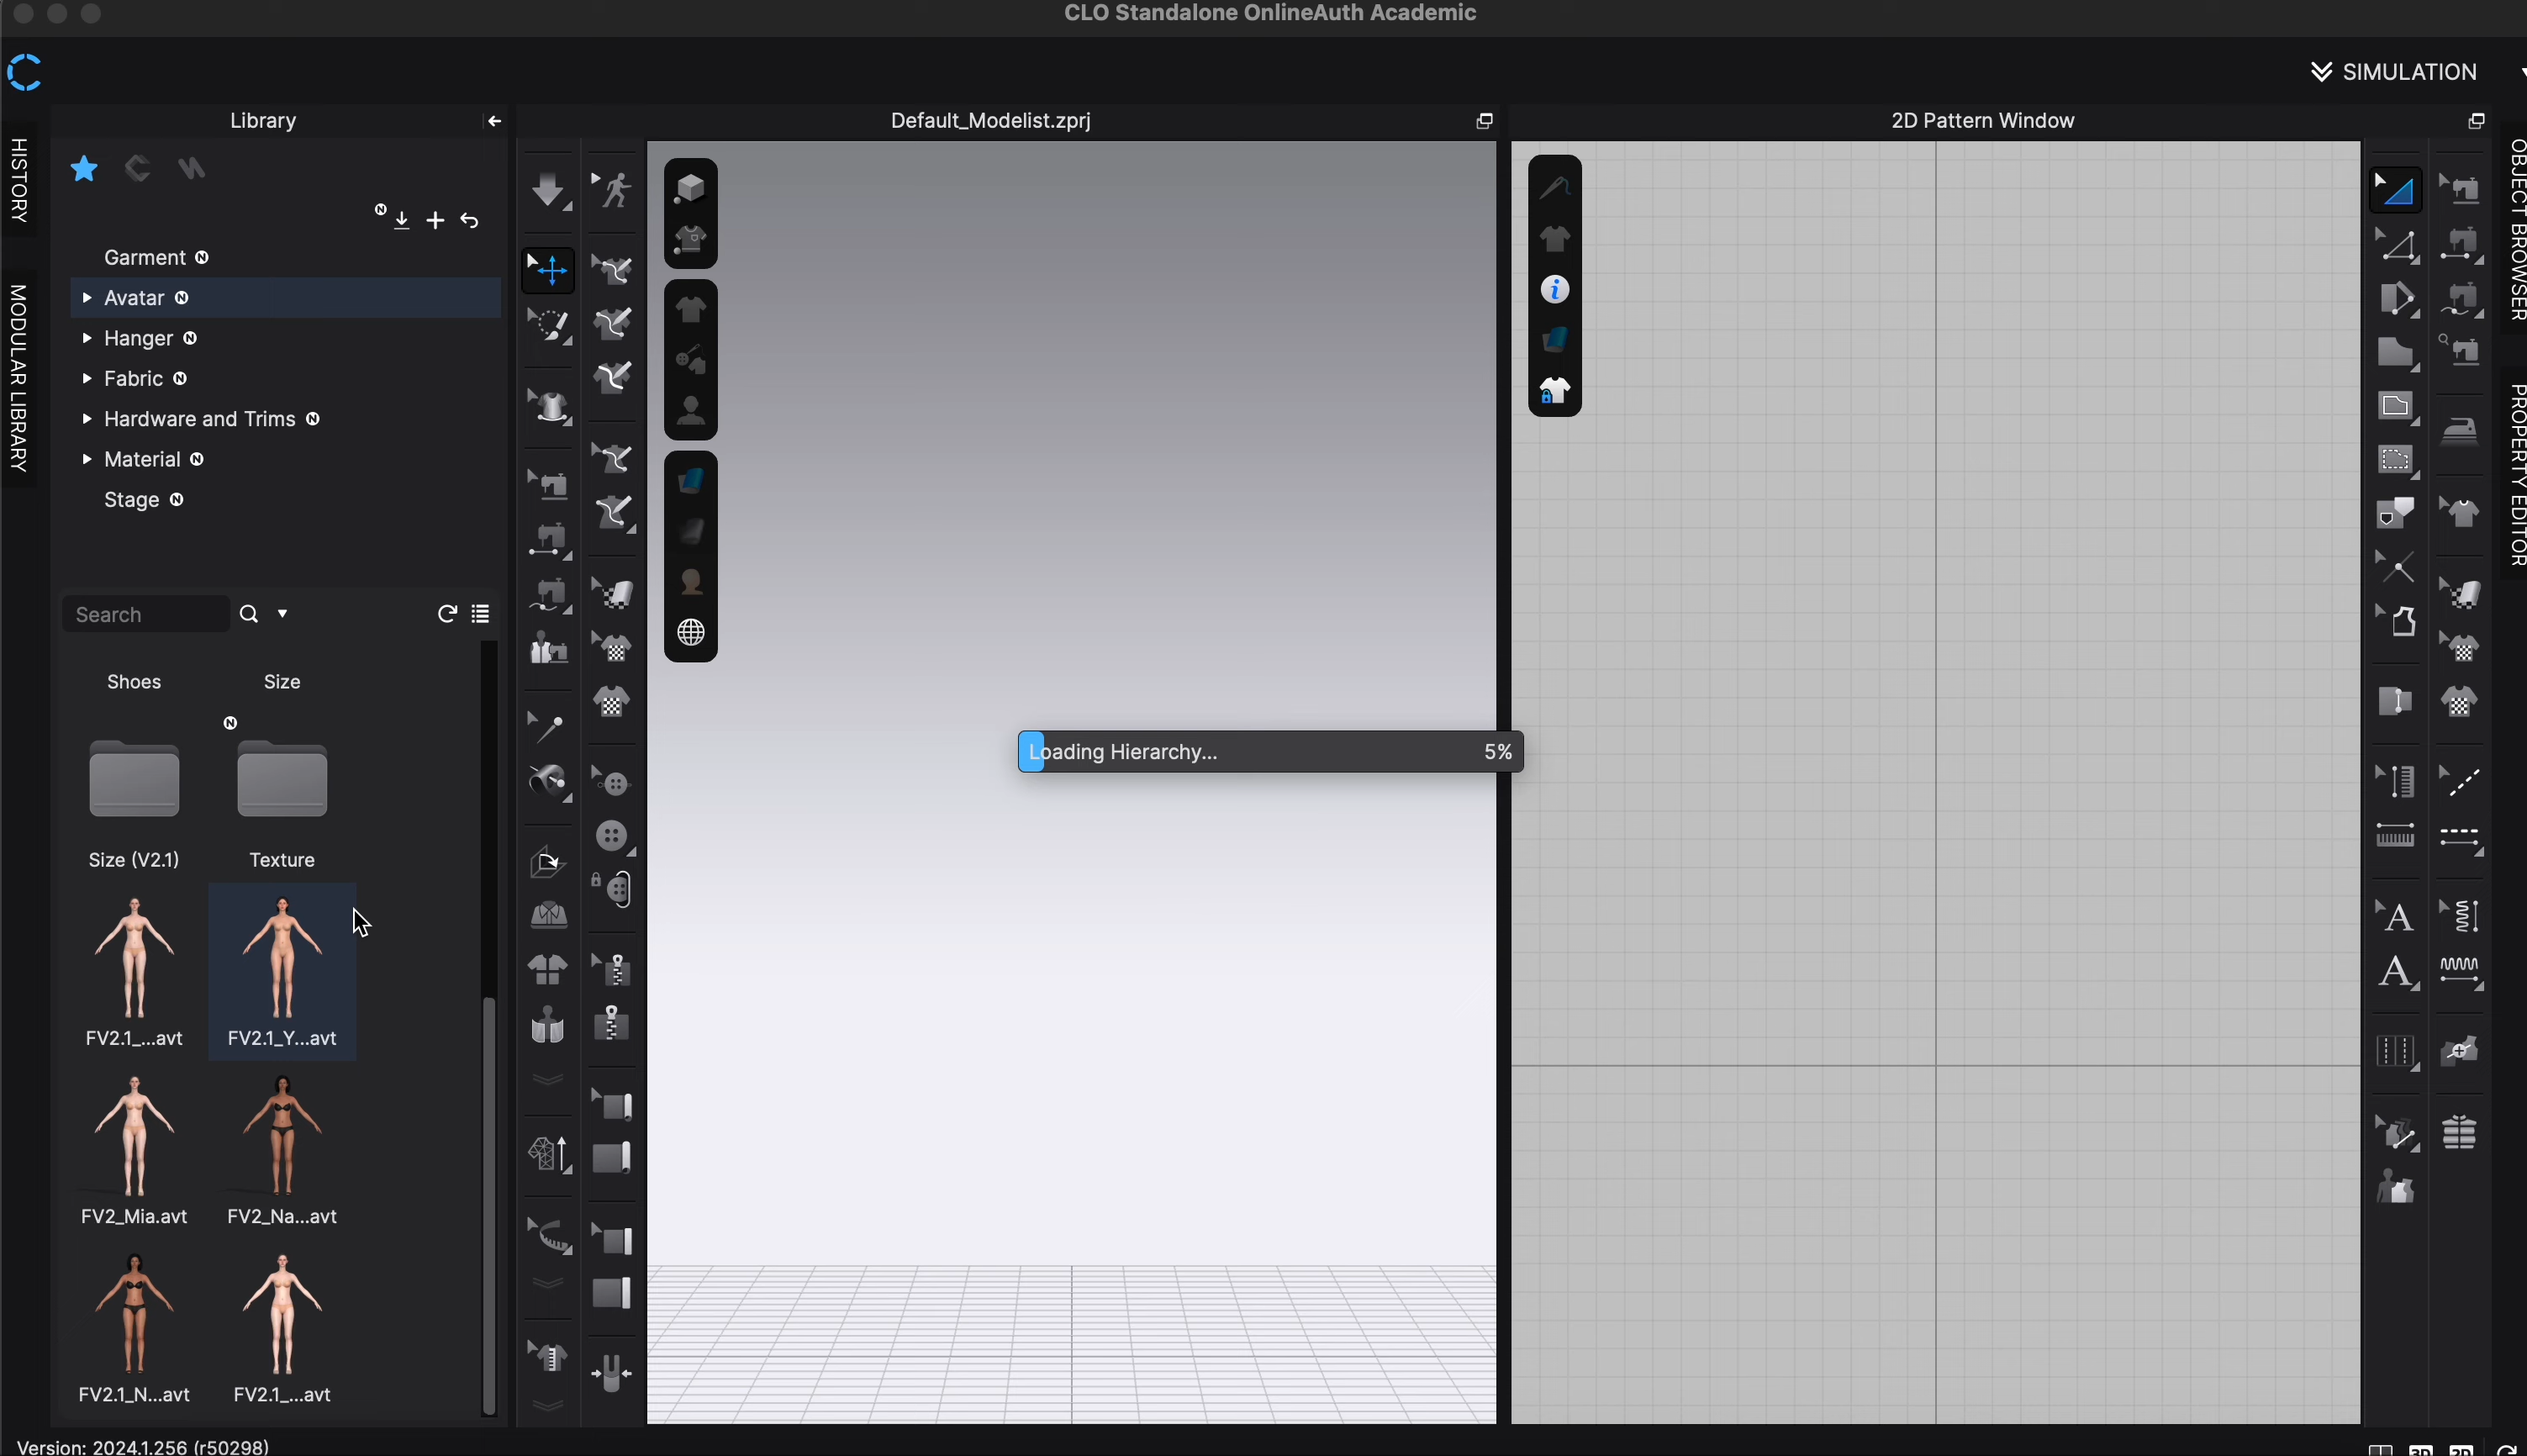 CLO Standalone OnlineAuth Academic
SIMULATION
HISTORY
MODULAR LIBRARY
Library
Default_Modelist.zprj
2D Pattern Window
OBJECT BROWSER
PROPERTY EDITOR
N
Garment N
Avatar N
Hanger N
Fabric N
Hardware and Trims N
Material N
Stage N
Search
Shoes
Size
N
Size (V2.1)
Texture
FV2.1_...avt
FV2.1_Y...avt
FV2_Mia.avt
FV2_Na...avt
FV2.1_N...avt
FV2.1_...avt
Loading Hierarchy...
5%
i
A
A
Version: 2024.1.256 (r50298)
3D
2D